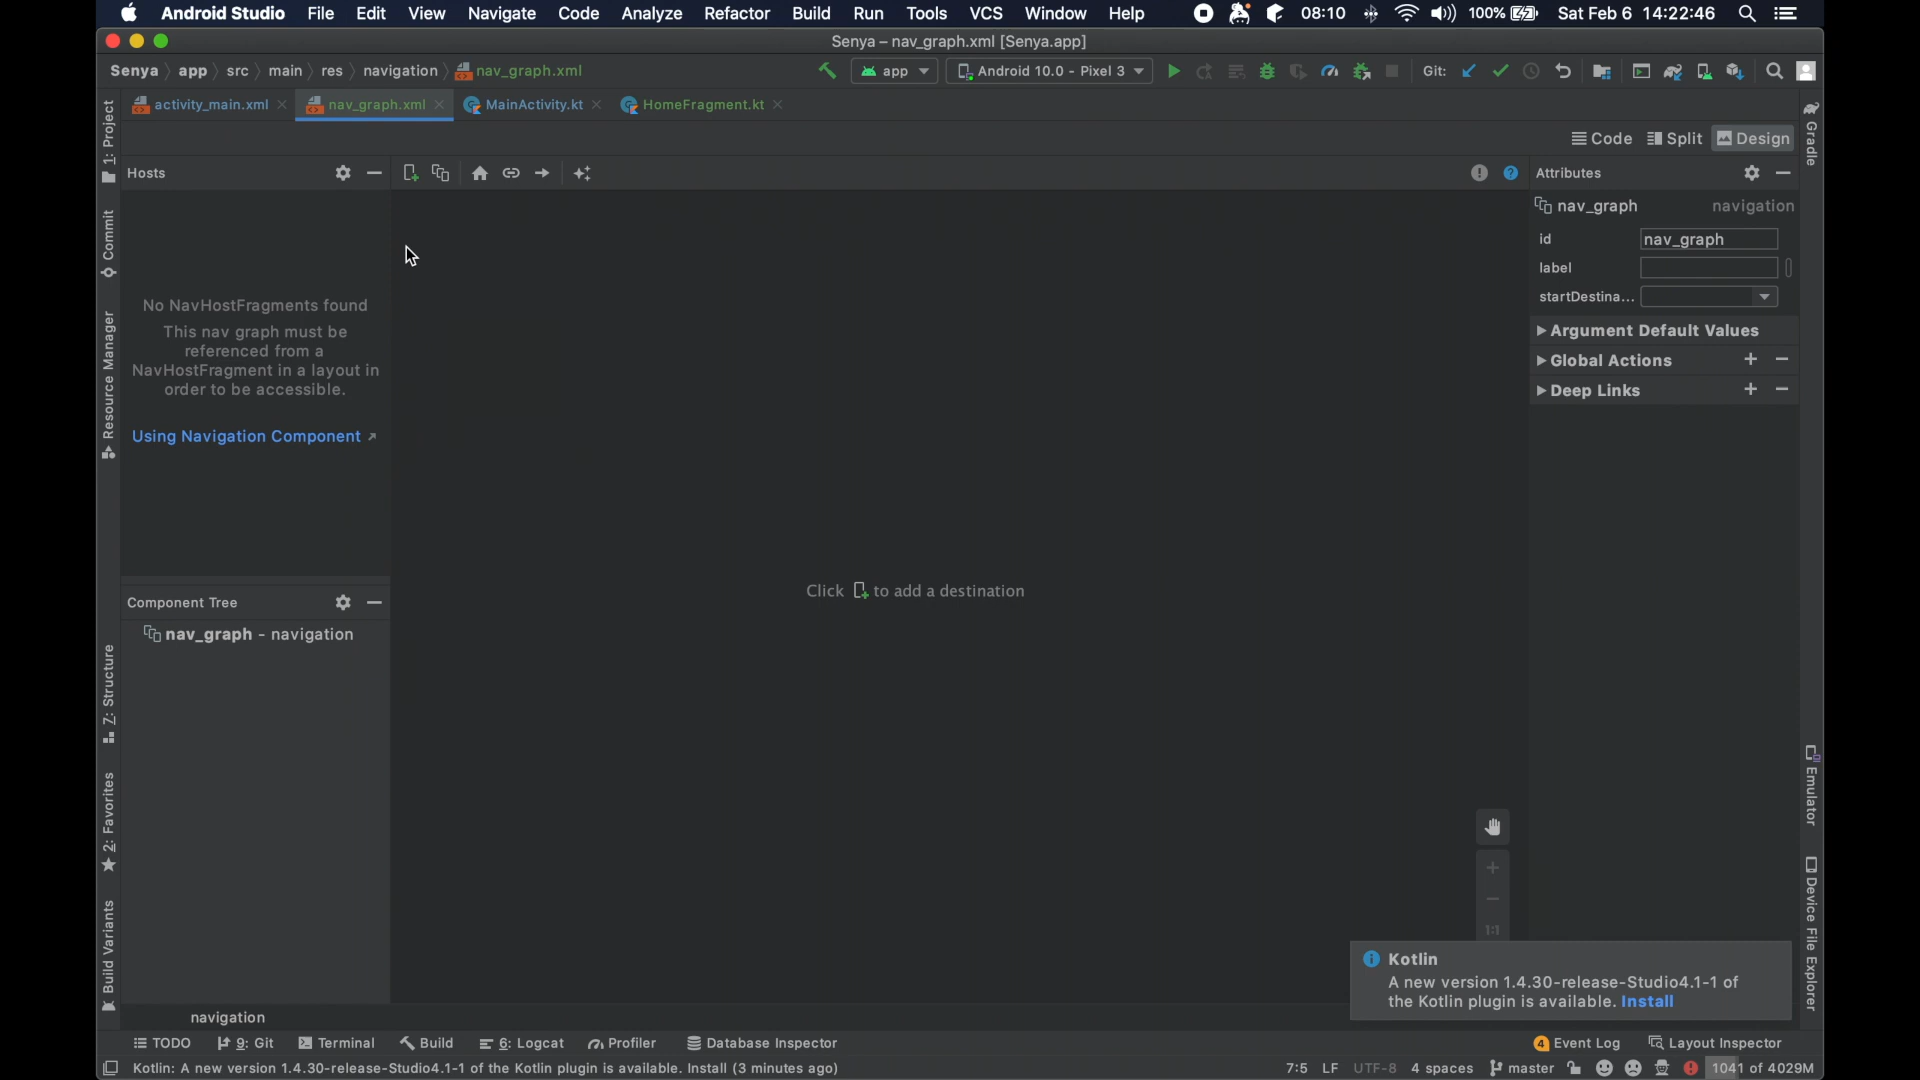 Android Studio File Edit View Navigate Code Analyze Refactor Build Run Tools VCS Window Help 08:10 100% Sat Feb 6 14:22:46
Senya – nav_graph.xml [Senya.app]
Senya app src main res navigation nav_graph.xml app Android 10.0 - Pixel 3 Git:
activity_main.xml nav_graph.xml MainActivity.kt HomeFragment.kt
Code Split Design
1: Project
Commit
Resource Manager
Z: Structure
2: Favorites
Build Variants
Hosts
No NavHostFragments found
This nav graph must be
referenced from a
NavHostFragment in a layout in
order to be accessible.
Using Navigation Component
Component Tree
nav_graph - navigation
Click to add a destination
1:1
Attributes
nav_graph navigation
id nav_graph
label
startDestina...
Argument Default Values
Global Actions
Deep Links
Gradle
Emulator
Device File Explorer
Kotlin
A new version 1.4.30-release-Studio4.1-1 of
the Kotlin plugin is available. Install
navigation
TODO 9: Git Terminal Build 6: Logcat Profiler Database Inspector 4 Event Log Layout Inspector
Kotlin: A new version 1.4.30-release-Studio4.1-1 of the Kotlin plugin is available. Install (3 minutes ago) 7:5 LF UTF-8 4 spaces master 1041 of 4029M